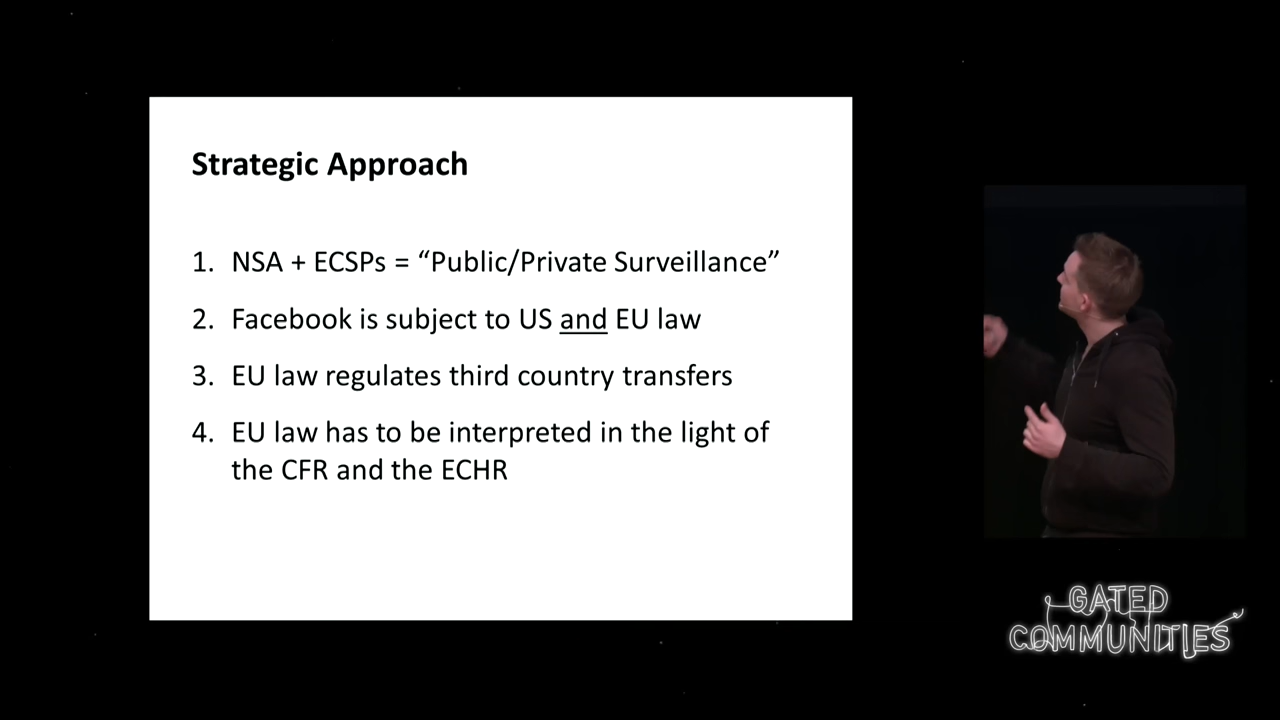 Strategic Approach
1. NSA + ECSPs = “Public/Private Surveillance”
2. Facebook is subject to US and EU law
3. EU law regulates third country transfers
4. EU law has to be interpreted in the light of
the CFR and the ECHR
GATED
COMMUNITIES